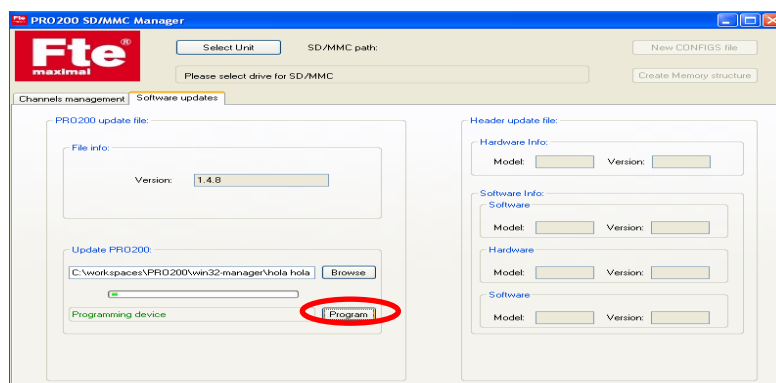 PRO200 SD/MMC Manager
Fte®
maximal
Select Unit
SD/MMC path:
New CONFIGS file
Please select drive for SD/MMC
Create Memory structure
Channels management
Software updates
PRO200 update file:
File info:
Version: 1.4.8
Update PRO200:
C:\workspaces\PRO200\win32-manager\hola hola
Browse
Programming device
Program
Header update file:
Hardware Info:
Model: Version:
Software Info:
Software
Model: Version:
Hardware
Model: Version:
Software
Model: Version: